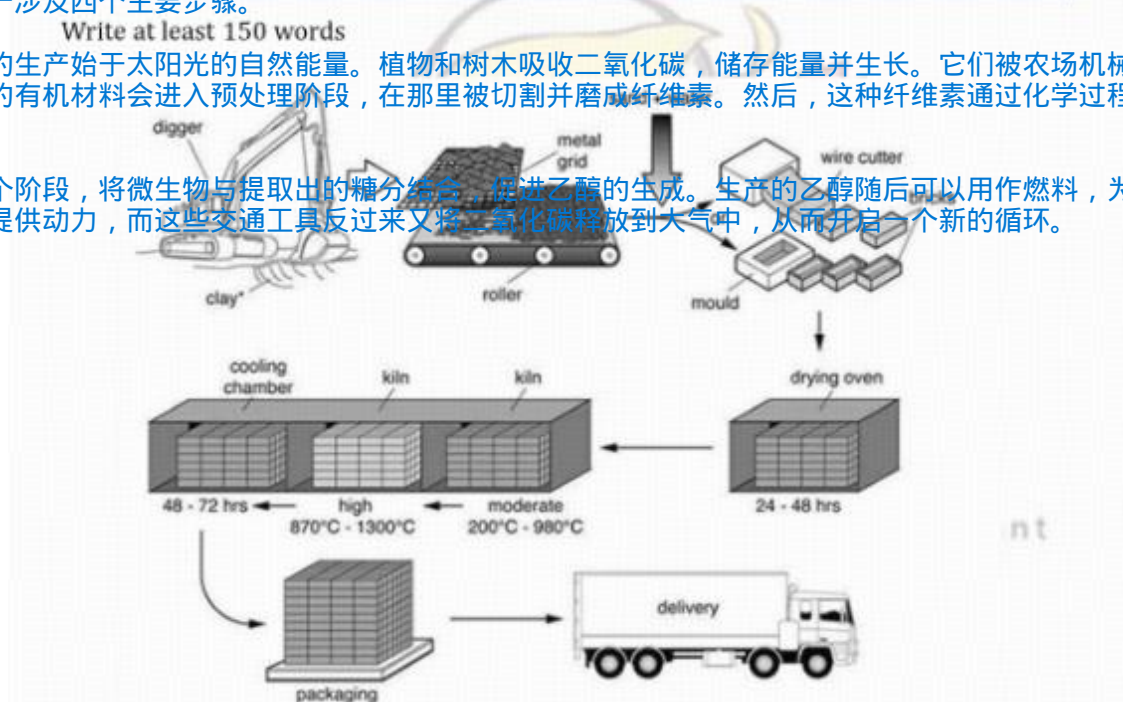 涉及四个主要步骤。
Write at least 150 words
的生产始于太阳光的自然能量。植物和树木吸收二氧化碳，储存能量并生长。它们被农场机械
的有机材料会进入预处理阶段，在那里被切割并磨成纤维素。然后，这种纤维素通过化学过程
digger
metal
grid
wire cutter
个阶段，将微生物与提取出的糖分结合，促进乙醇的生成。生产的乙醇随后可以用作燃料，为
提供动力，而这些交通工具反过来又将二氧化碳释放到大气中，从而开启一个新的循环。
clay*
roller
mould
cooling
chamber
kiln
kiln
drying oven
48 - 72 hrs
high
moderate
24 - 48 hrs
870°C - 1300°C
200°C - 980°C
nt
delivery
packaging